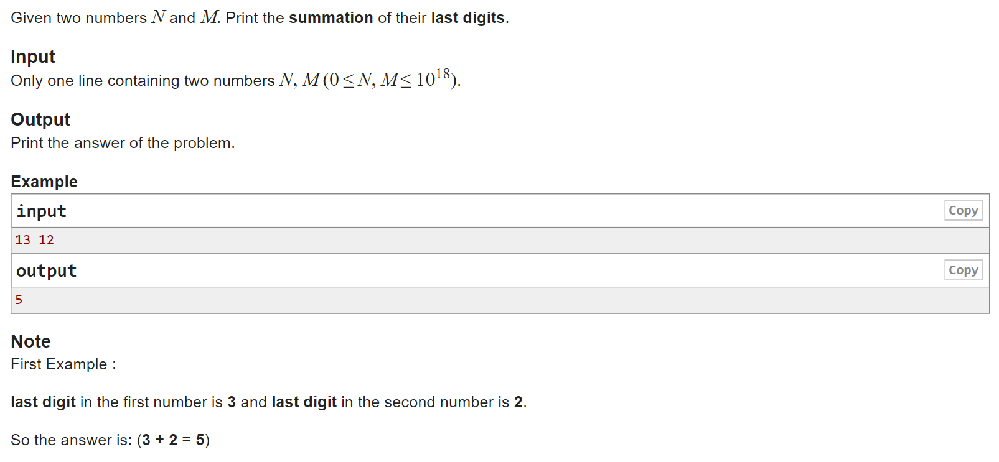 Given two numbers N and M. Print the summation of their last digits.
Input
Only one line containing two numbers N, M (0 ≤ N, M ≤ 10^18).
Output
Print the answer of the problem.
Example
input
Copy
13 12
output
Copy
5
Note
First Example :
last digit in the first number is 3 and last digit in the second number is 2.
So the answer is: (3 + 2 = 5)